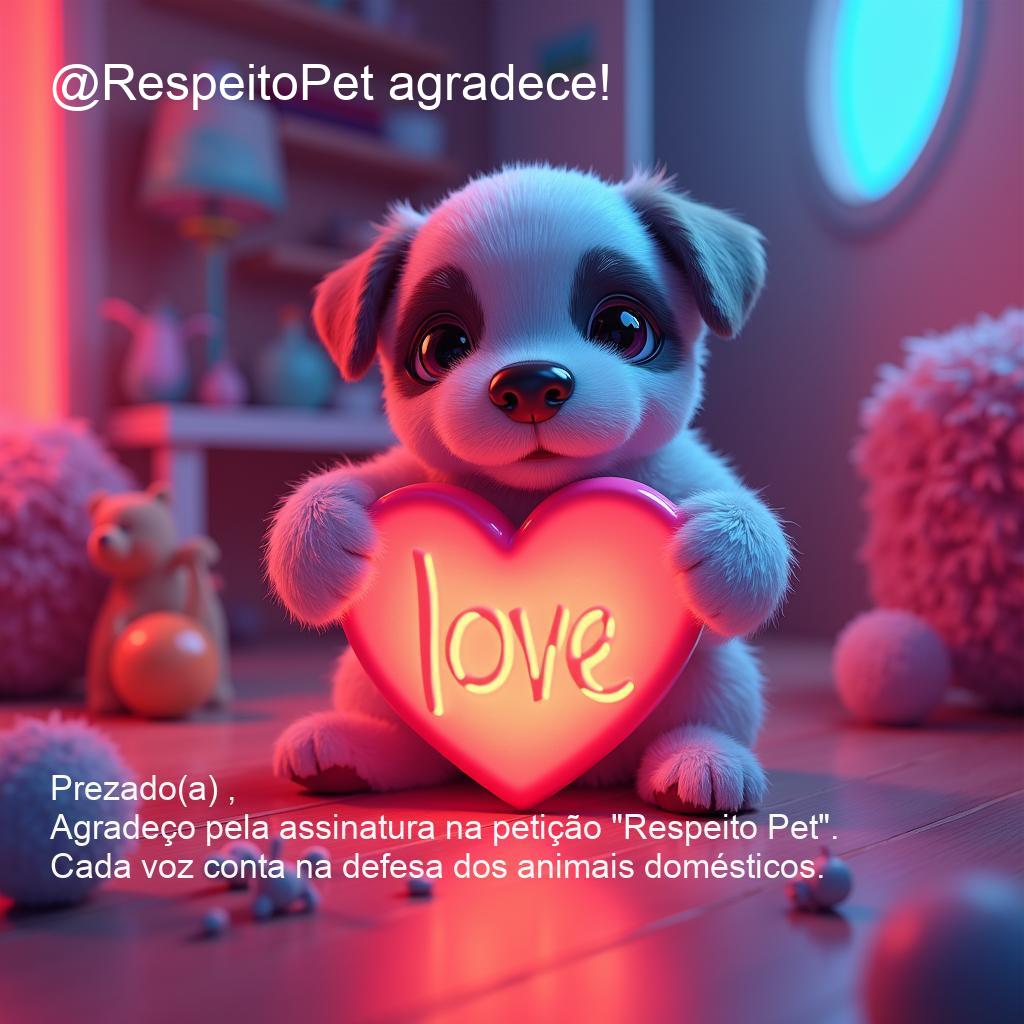 @RespeitoPet agradece!
love
Prezado(a) ,
Agradeço pela assinatura na petição "Respeito Pet".
Cada voz conta na defesa dos animais domésticos.